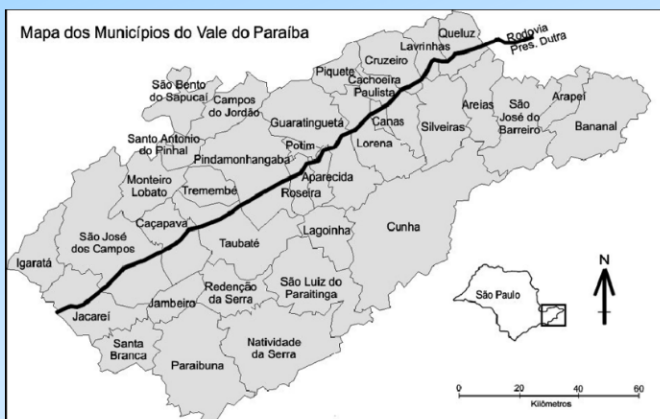 Mapa dos Municípios do Vale do Paraíba
Rodovia
Pres. Dutra
Queluz
Lavrinhas
Cruzeiro
Piquete
Cachoeira
Paulista
São Bento
do Sapucaí
Campos
do Jordão
Guaratinguetá
Canas
Areias
São
José do
Barreiro
Arapeí
Bananal
Santo Antonio
do Pinhal
Potim
Lorena
Silveiras
Pindamonhangaba
Aparecida
Roseira
Monteiro
Lobato
Tremembé
Caçapava
São José
dos Campos
Taubaté
Lagoinha
Cunha
Igaratá
Jacareí
Jambeiro
Redenção
da Serra
São Luiz do
Paraitinga
Santa
Branca
Paraibuna
Natividade
da Serra
São Paulo
N
0 20 40 60
Kilômetros